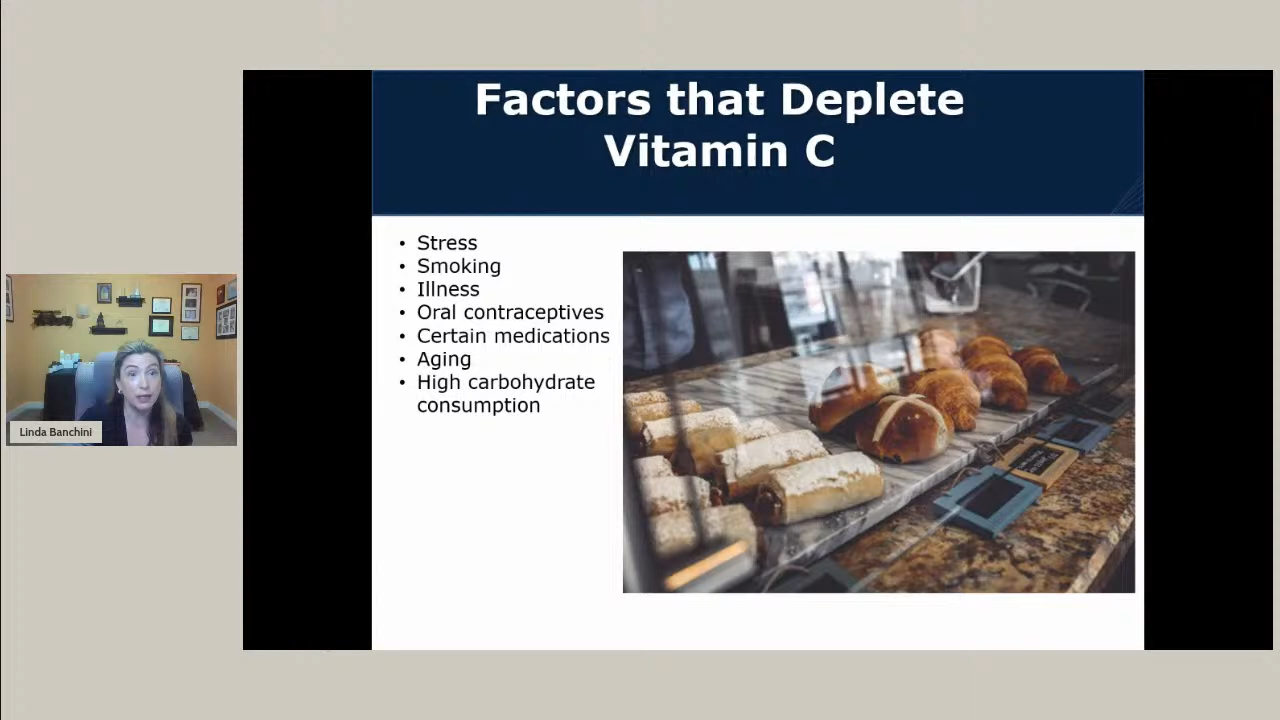 Factors that Deplete
Vitamin C
• Stress
• Smoking
• Illness
• Oral contraceptives
• Certain medications
• Aging
• High carbohydrate
consumption
Linda Banchini